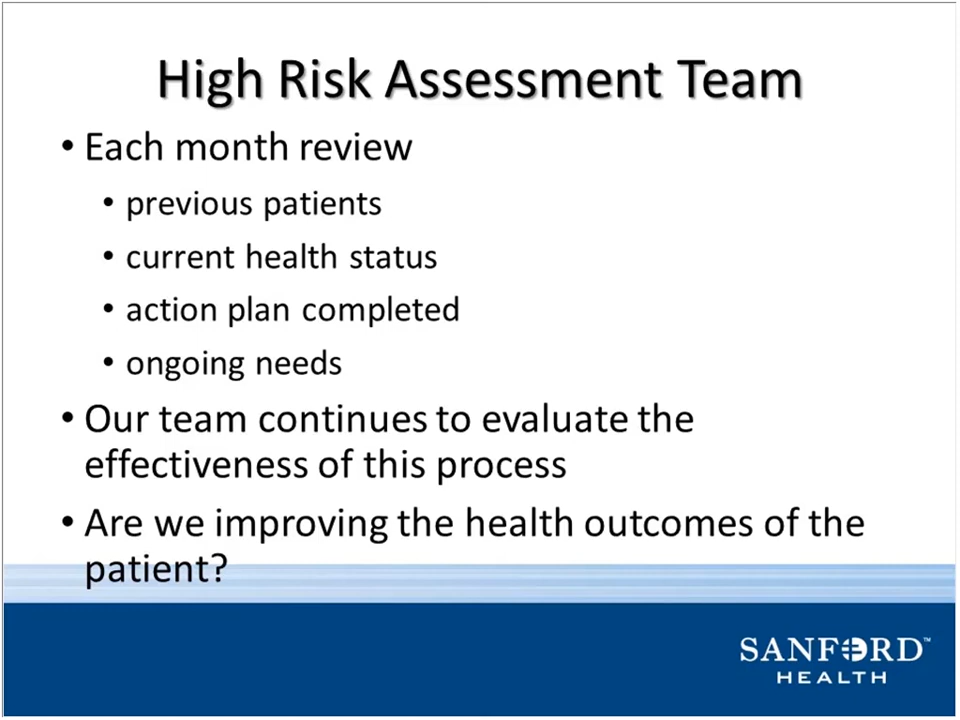 High Risk Assessment Team
• Each month review
• previous patients
• current health status
• action plan completed
• ongoing needs
• Our team continues to evaluate the
effectiveness of this process
• Are we improving the health outcomes of the
patient?
SANFORD™
HEALTH